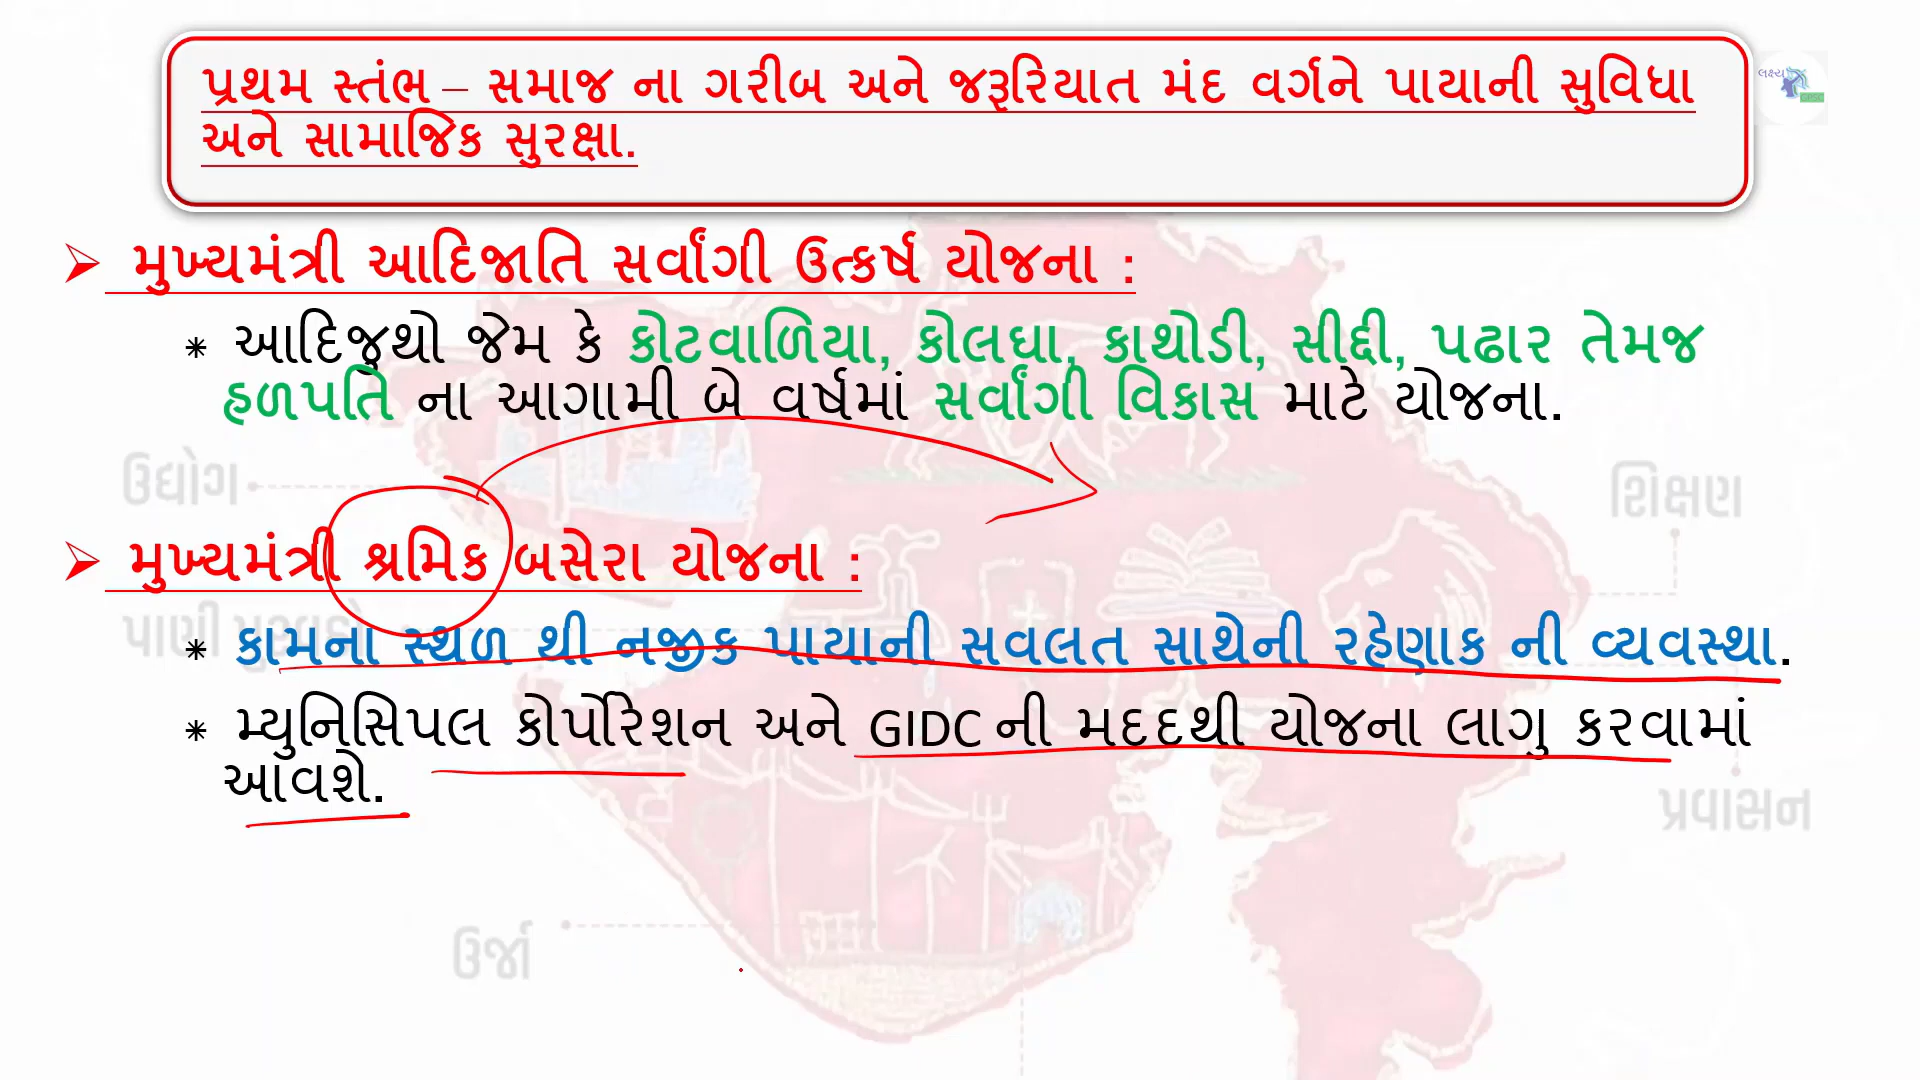 પ્રથમ સ્તંભ – સમાજ ના ગરીબ અને જરૂરિયાત મંદ વર્ગને પાયાની સુવિધા
અને સામાજિક સુરક્ષા.
લક્ષ્ય
➢ મુખ્યમંત્રી આદિજાતિ સર્વાંગી ઉત્કર્ષ યોજના :
* આદિજુથો જેમ કે કોટવાળિયા, કોલઘા, કાથોડી, સીદ્દી, પઢાર તેમજ
હળપતિ ના આગામી બે વર્ષમાં સર્વાંગી વિકાસ માટે યોજના.
ઉદ્યોગ
શિક્ષણ
➢ મુખ્યમંત્રી શ્રમિક બસેરા યોજના :
પાણી પુરવઠો
* કામના સ્થળ થી નજીક પાયાની સવલત સાથેની રહેણાક ની વ્યવસ્થા.
* મ્યુનિસિપલ કોર્પોરેશન અને GIDC ની મદદથી યોજના લાગુ કરવામાં
આવશે.
પ્રવાસન
ઉર્જા